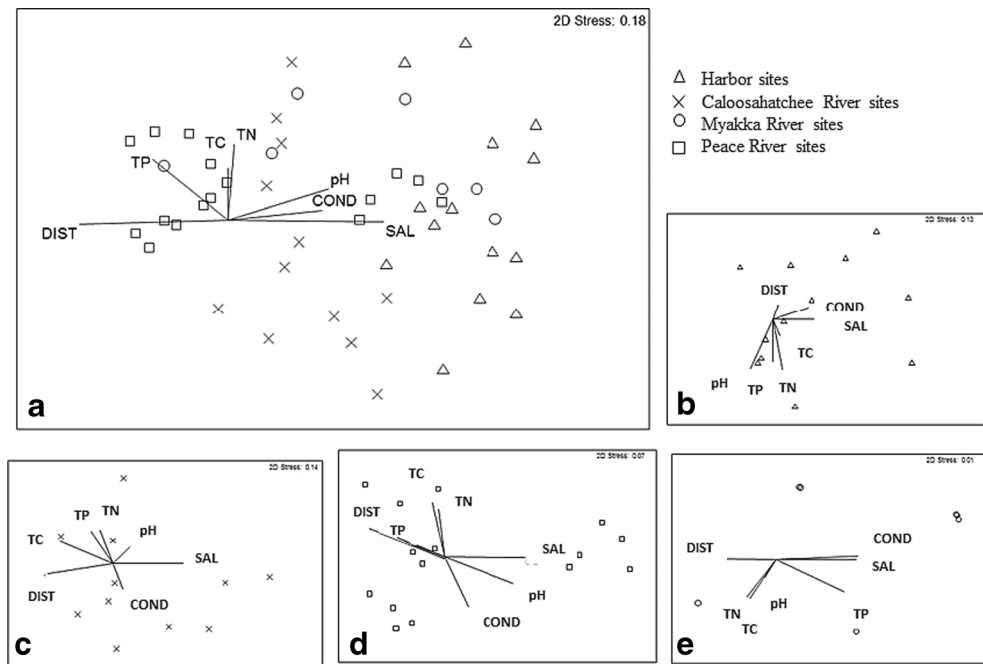 2D Stress: 0.18
Harbor sites
Caloosahatchee River sites
Myakka River sites
Peace River sites
TC
TN
TP
pH
COND
DIST
SAL
a
2D Stress: 0.13
DIST
COND
SAL
TC
pH
TP
TN
b
2D Stress: 0.14
TP
TN
TC
pH
SAL
DIST
COND
c
2D Stress: 0.07
TC
TN
DIST
TP
SAL
pH
COND
d
2D Stress: 0.01
COND
DIST
SAL
TN
pH
TP
TC
e